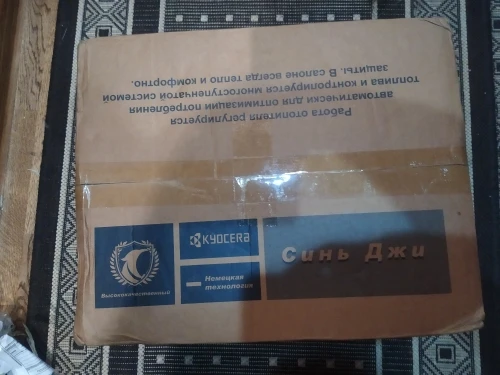 Работа отопителя регулируется
автоматически для оптимизации потребления
топлива и контролируется многоступенчатой системой
защиты. В салоне всегда тепло и комфортно.
KYOCERA
Синь Джи
Немецкая
технология
Высококачественный